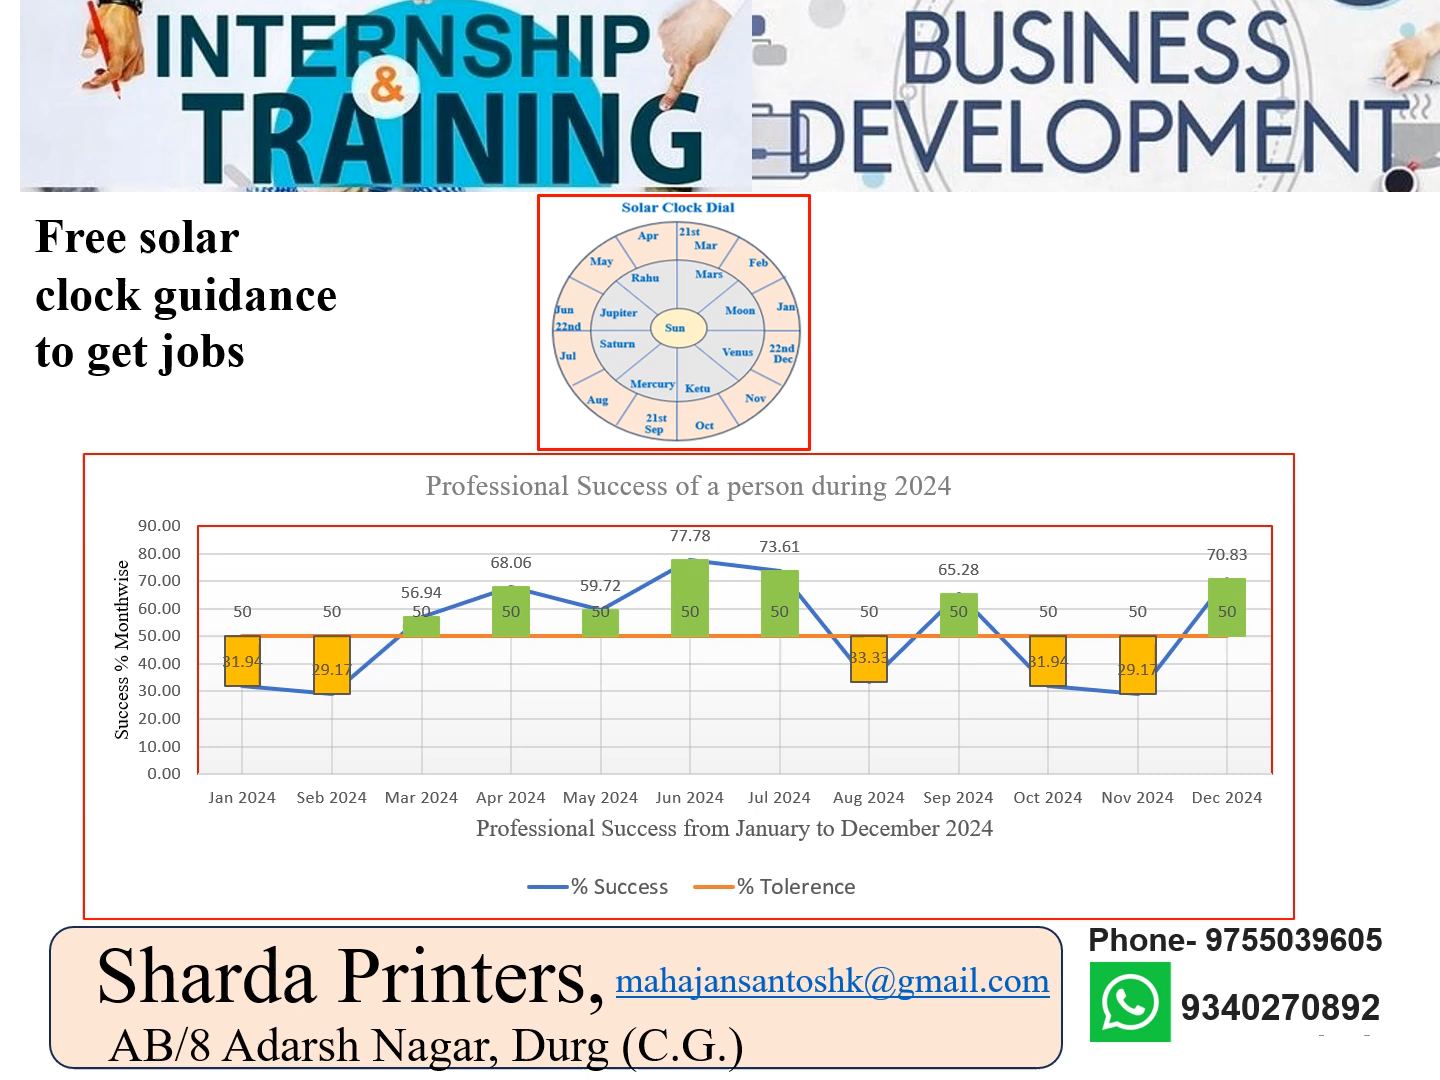 INTERNSHIP
&
TRAINING
BUSINESS
DEVELOPMENT
Free solar
clock guidance
to get jobs
Solar Clock Dial
Apr
21st
Mar
May
Feb
Rahu
Mars
Jun
22nd
Jupiter
Moon
Jan
Sun
Jul
Saturn
Venus
22nd
Dec
Mercury
Ketu
Aug
Nov
21st
Sep
Oct
Professional Success of a person during 2024
Success % Monthwise
90.00
80.00
70.00
60.00
50.00
40.00
30.00
20.00
10.00
0.00
77.78
73.61
70.83
68.06
65.28
59.72
56.94
50 50 50 50 50 50 50 50 50 50 50 50
31.94 29.17 33.33 31.94 29.17
Jan 2024 Seb 2024 Mar 2024 Apr 2024 May 2024 Jun 2024 Jul 2024 Aug 2024 Sep 2024 Oct 2024 Nov 2024 Dec 2024
Professional Success from January to December 2024
% Success % Tolerence
Sharda Printers, mahajansantoshk@gmail.com
AB/8 Adarsh Nagar, Durg (C.G.)
Phone- 9755039605
9340270892